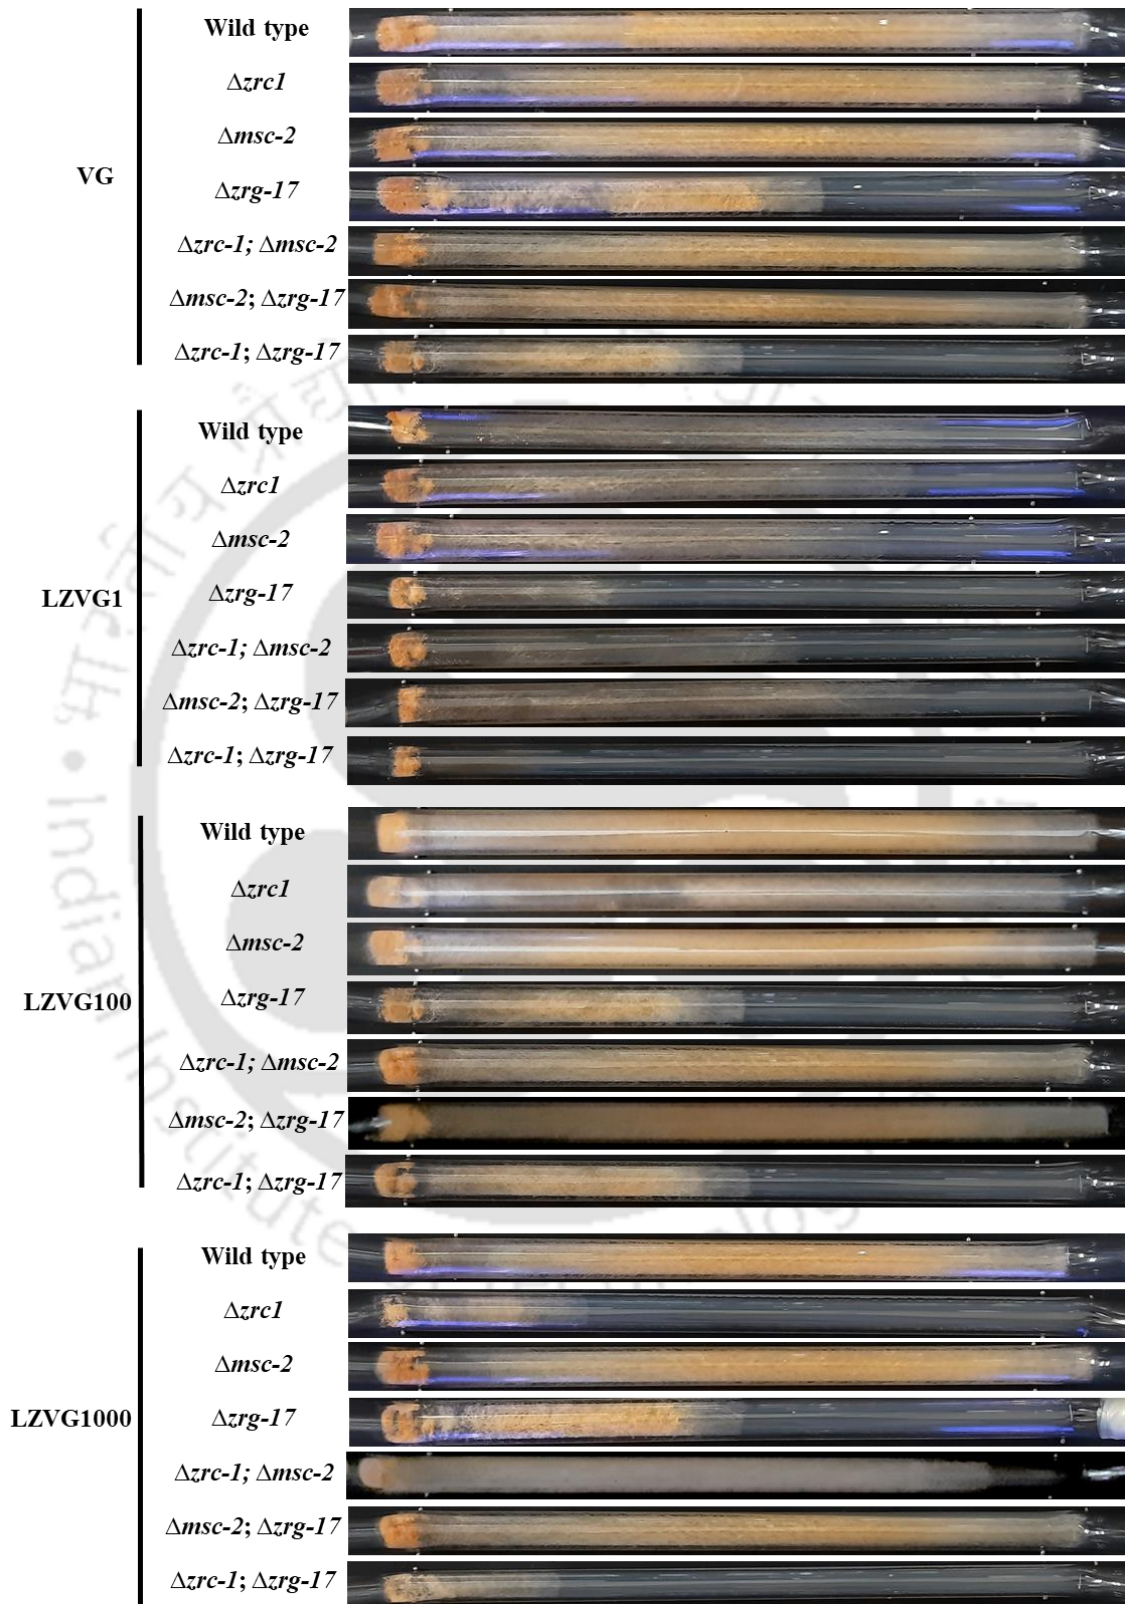 VG
Wild type
Δzrc1
Δmsc-2
Δzrg-17
Δzrc-1; Δmsc-2
Δmsc-2; Δzrg-17
Δzrc-1; Δzrg-17
LZVG1
Wild type
Δzrc1
Δmsc-2
Δzrg-17
Δzrc-1; Δmsc-2
Δmsc-2; Δzrg-17
Δzrc-1; Δzrg-17
LZVG100
Wild type
Δzrc1
Δmsc-2
Δzrg-17
Δzrc-1; Δmsc-2
Δmsc-2; Δzrg-17
Δzrc-1; Δzrg-17
LZVG1000
Wild type
Δzrc1
Δmsc-2
Δzrg-17
Δzrc-1; Δmsc-2
Δmsc-2; Δzrg-17
Δzrc-1; Δzrg-17
Indian Institute